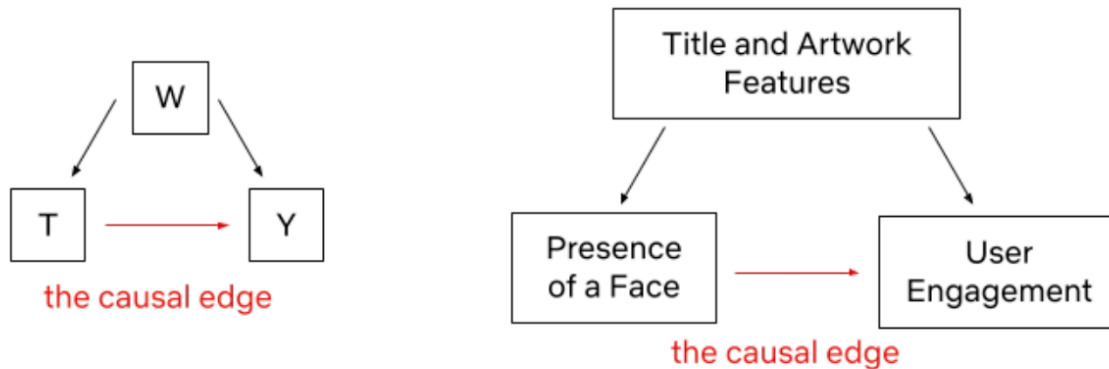 W
T
Y
the causal edge
Title and Artwork
Features
Presence
of a Face
User
Engagement
the causal edge